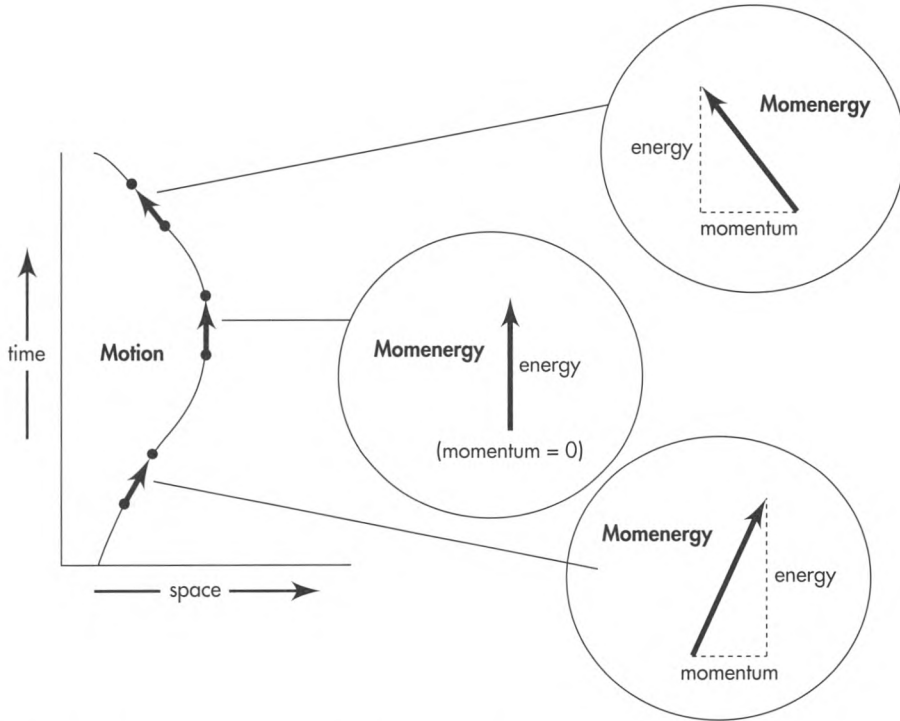 Momenergy
energy
momentum
time
Motion
Momenergy
energy
(momentum = 0)
Momenergy
energy
momentum
space